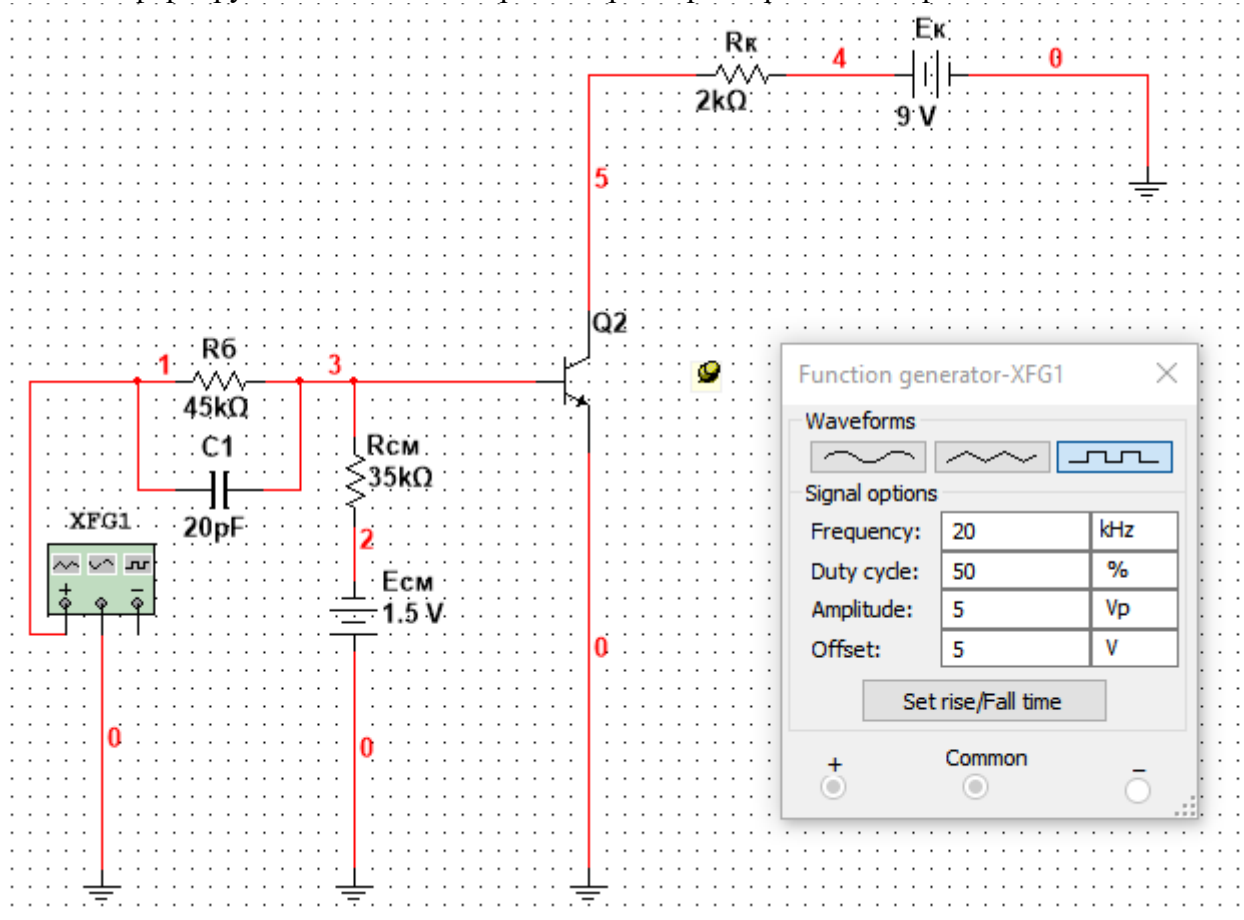 Eк
Rк
4
0
2kΩ
9 V
5
Q2
R6
1
3
45kΩ
C1
Rсм
35kΩ
XFG1
20pF
2
Eсм
1.5 V
0
0
0
+
−
Function generator-XFG1
Waveforms
Signal options
Frequency: 20 kHz
Duty cycle: 50 %
Amplitude: 5 Vp
Offset: 5 V
Set rise/Fall time
+ Common −